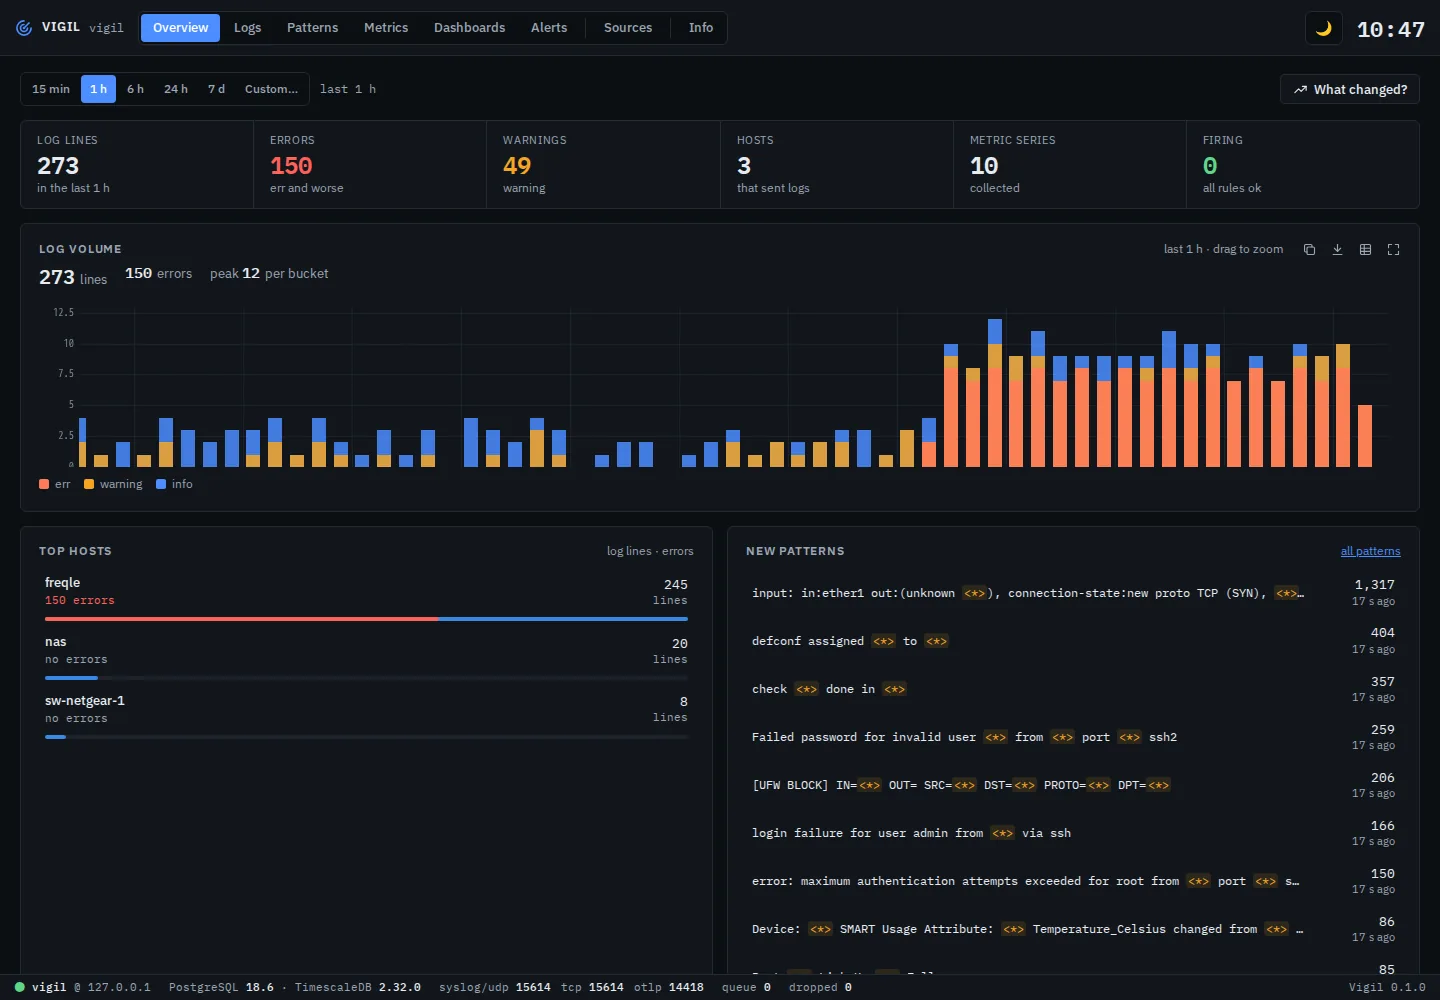 VIGIL vigil Overview Logs Patterns Metrics Dashboards Alerts Sources Info 10:47
15 min 1 h 6 h 24 h 7 d Custom... last 1 h What changed?
LOG LINES ERRORS WARNINGS HOSTS METRIC SERIES FIRING
273 150 49 3 10 0
in the last 1 h err and worse warning that sent logs collected all rules ok
LOG VOLUME last 1 h · drag to zoom
273 lines 150 errors peak 12 per bucket
12.5
10
7.5
5
2.5
0
err warning info
TOP HOSTS log lines · errors
freqle 245
150 errors lines
nas 20
no errors lines
sw-netgear-1 8
no errors lines
NEW PATTERNS all patterns
input: in:ether1 out:(unknown <*>), connection-state:new proto TCP (SYN), <*>… 1,317
17 s ago
defconf assigned <*> to <*> 404
17 s ago
check <*> done in <*> 357
17 s ago
Failed password for invalid user <*> from <*> port <*> ssh2 259
17 s ago
[UFW BLOCK] IN=<*> OUT= SRC=<*> DST=<*> PROTO=<*> DPT=<*> 206
17 s ago
login failure for user admin from <*> via ssh 166
17 s ago
error: maximum authentication attempts exceeded for root from <*> port <*> s… 150
17 s ago
Device: <*> SMART Usage Attribute: <*> Temperature_Celsius changed from <*> … 86
17 s ago
85
vigil @ 127.0.0.1 PostgreSQL 18.6 · TimescaleDB 2.32.0 syslog/udp 15614 tcp 15614 otlp 14418 queue 0 dropped 0 Vigil 0.1.0